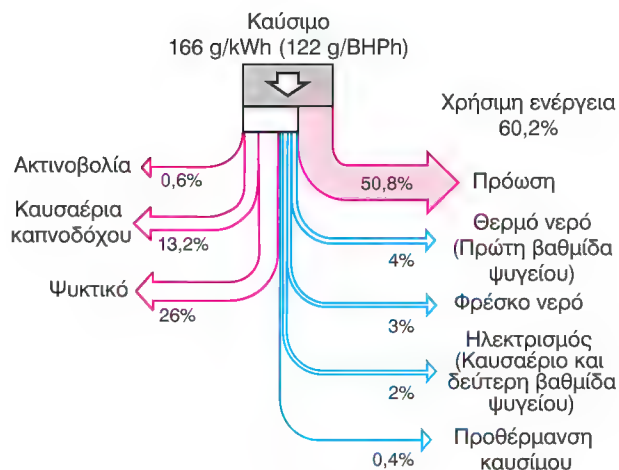 Καύσιμο
166 g/kWh (122 g/BHPh)
Χρήσιμη ενέργεια
60,2%
Ακτινοβολία
0,6%
50,8%
Πρόωση
Καυσαέρια
καπνοδόχου
13,2%
Θερμό νερό
(Πρώτη βαθμίδα
ψυγείου)
4%
Ψυκτικό
26%
Φρέσκο νερό
3%
Ηλεκτρισμός
(Καυσαέριο και
δεύτερη βαθμίδα
ψυγείου)
2%
Προθέρμανση
καυσίμου
0,4%